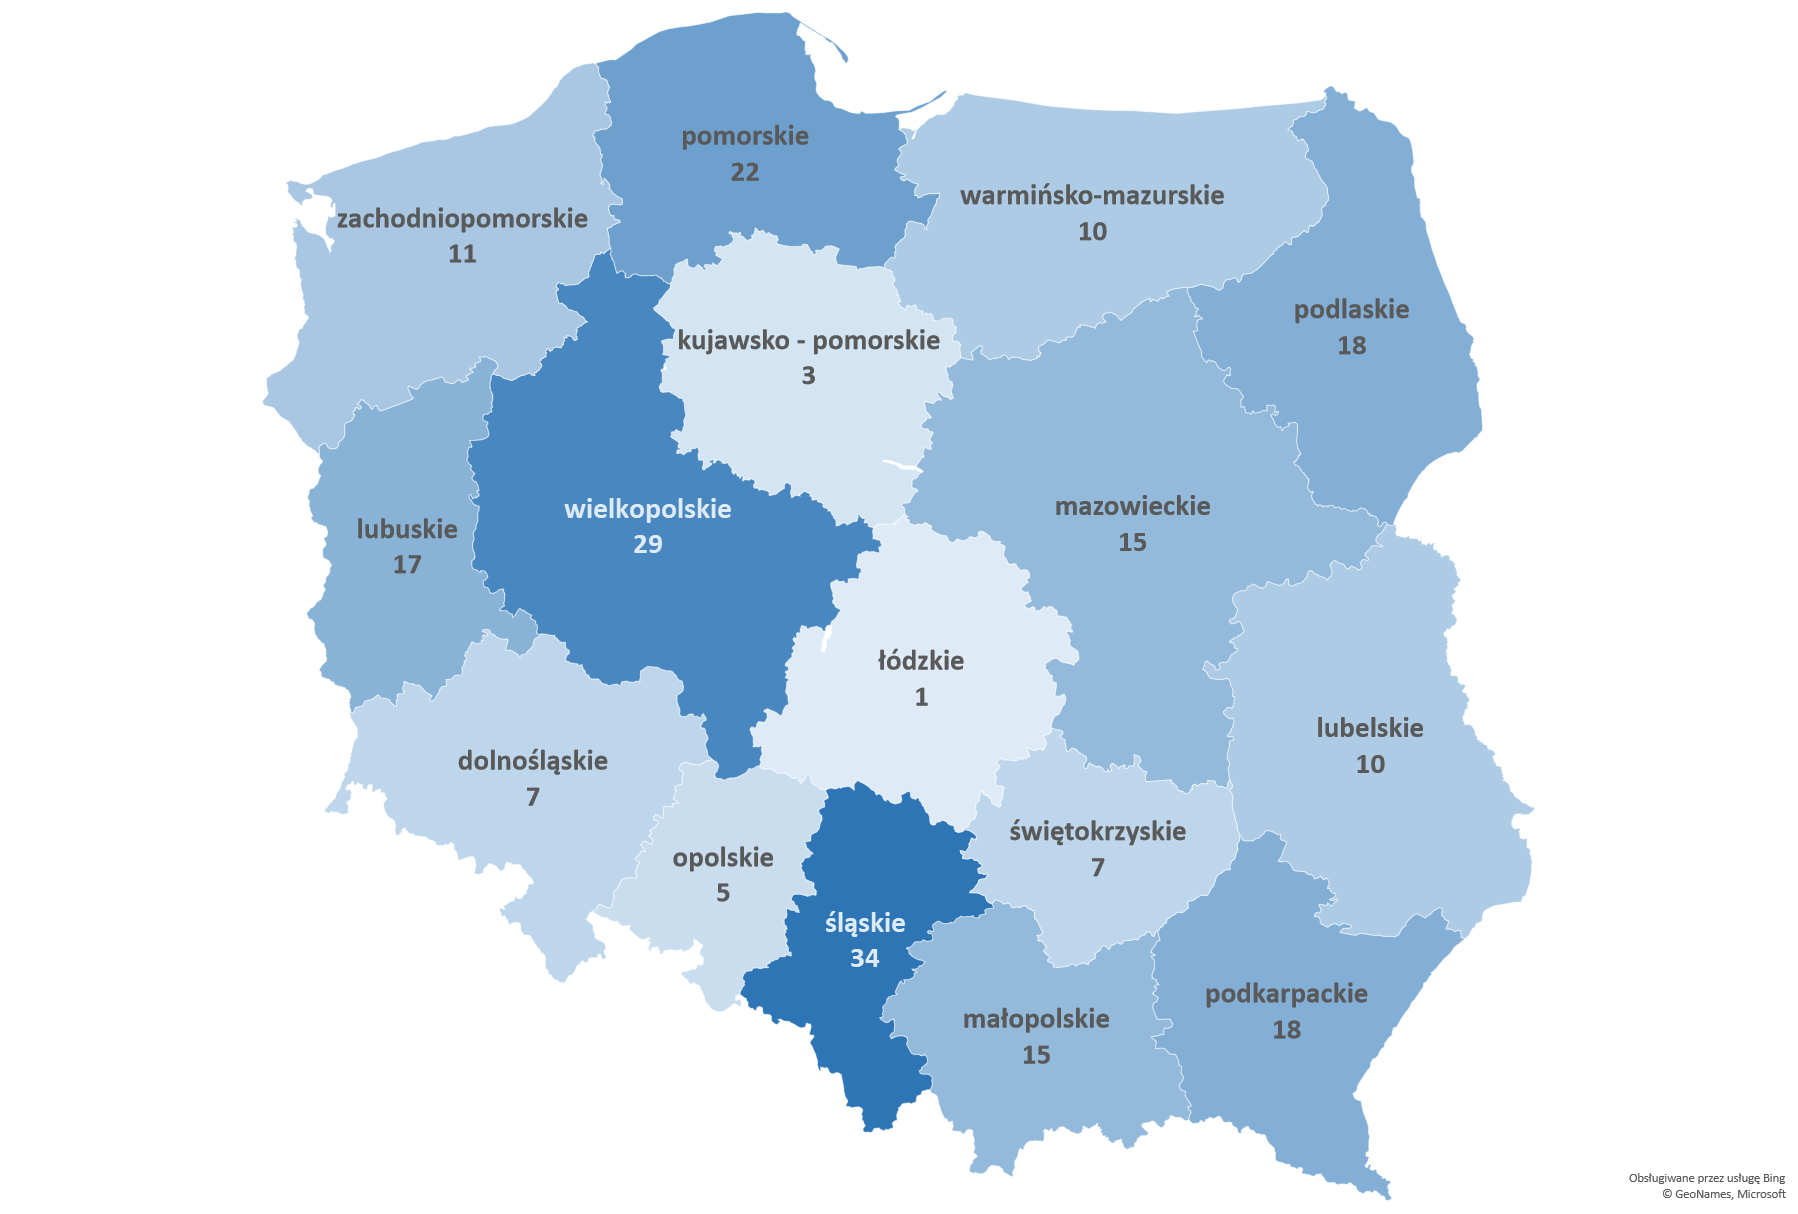 pomorskie
22
warmińsko-mazurskie
10
zachodniopomorskie
11
podlaskie
18
kujawsko - pomorskie
3
wielkopolskie
29
mazowieckie
15
lubuskie
17
łódzkie
1
lubelskie
10
dolnośląskie
7
świętokrzyskie
7
opolskie
5
śląskie
34
podkarpackie
18
małopolskie
15
Obsługiwane przez usługę Bing
© GeoNames, Microsoft